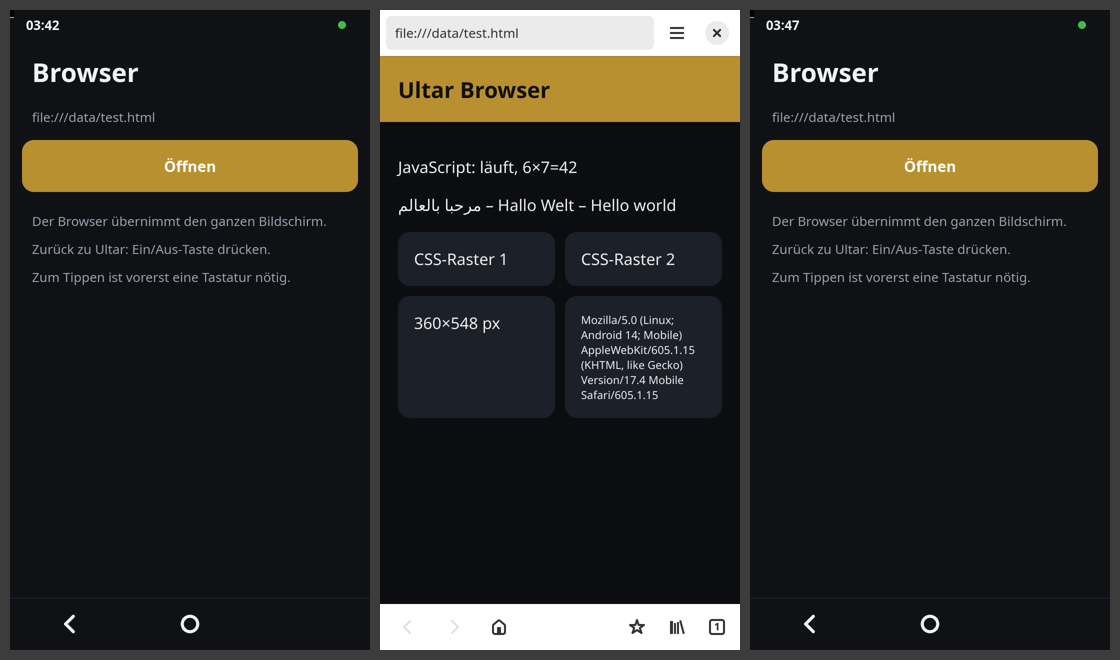 03:42
Browser
file:///data/test.html
Öffnen
Der Browser übernimmt den ganzen Bildschirm.
Zurück zu Ultar: Ein/Aus-Taste drücken.
Zum Tippen ist vorerst eine Tastatur nötig.
file:///data/test.html
Ultar Browser
JavaScript: läuft, 6×7=42
مرحبا بالعالم – Hallo Welt – Hello world
CSS-Raster 1
CSS-Raster 2
360×548 px
Mozilla/5.0 (Linux;
Android 14; Mobile)
AppleWebKit/605.1.15
(KHTML, like Gecko)
Version/17.4 Mobile
Safari/605.1.15
1
03:47
Browser
file:///data/test.html
Öffnen
Der Browser übernimmt den ganzen Bildschirm.
Zurück zu Ultar: Ein/Aus-Taste drücken.
Zum Tippen ist vorerst eine Tastatur nötig.